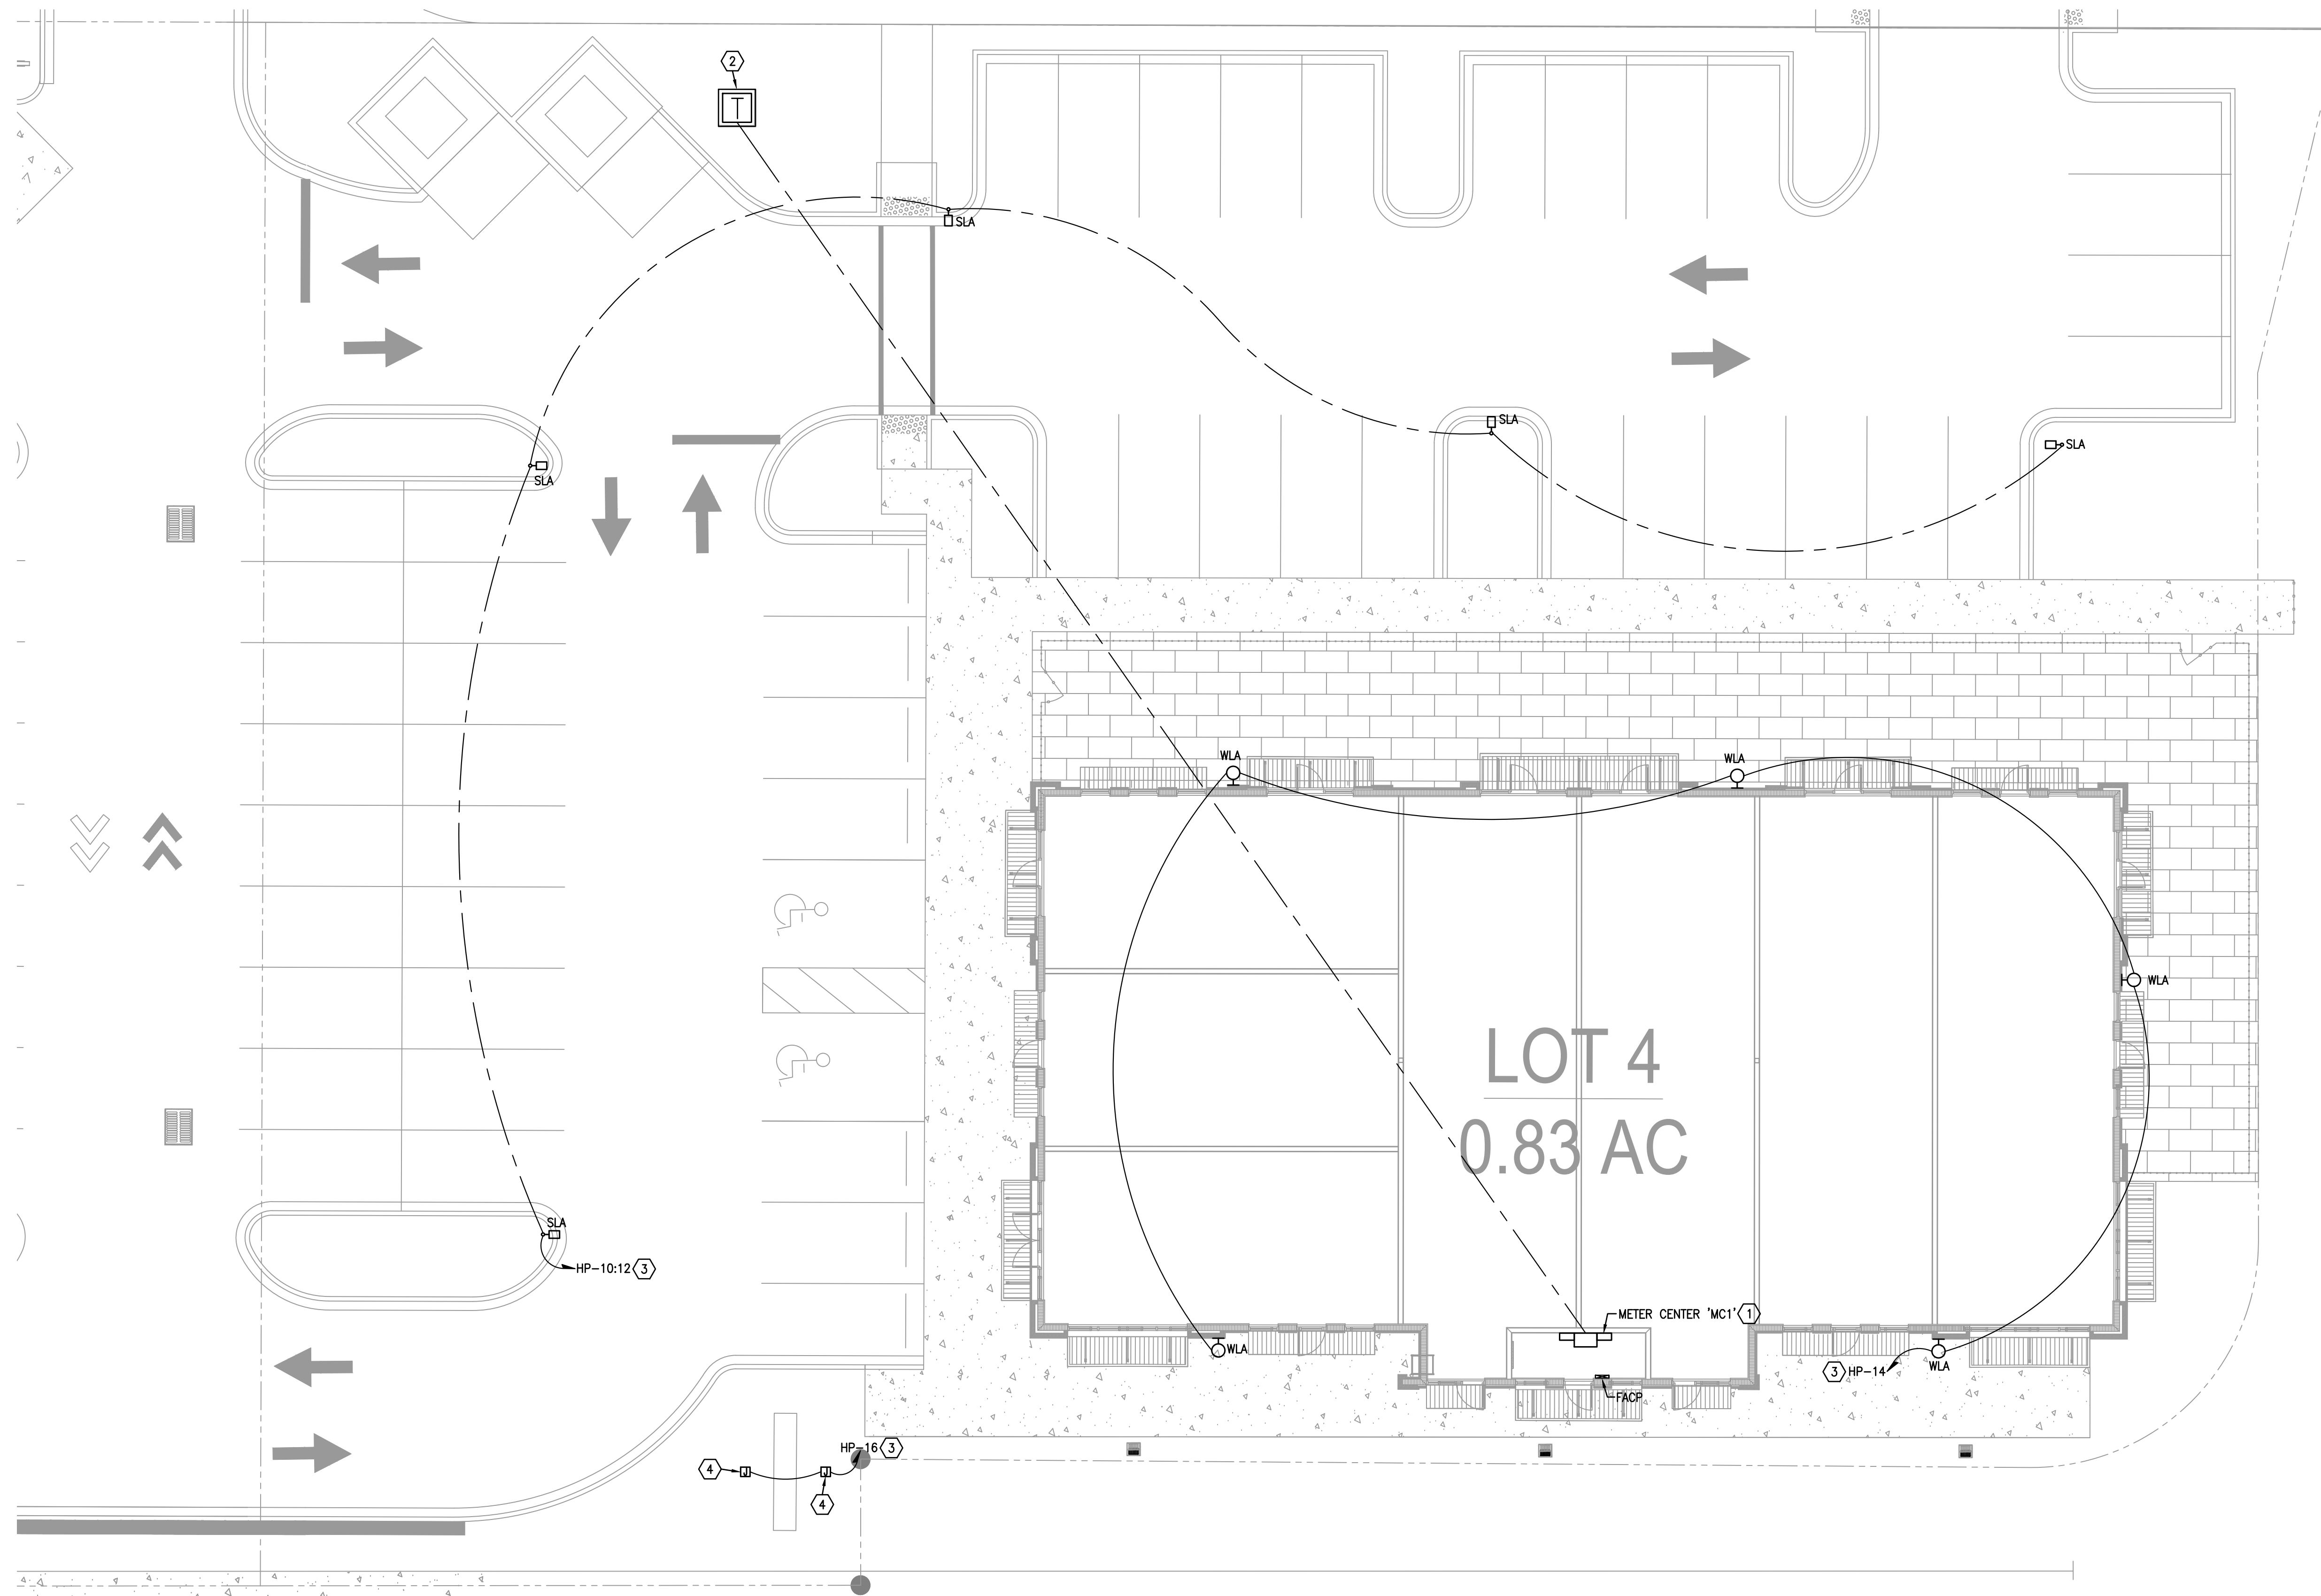 2
T
SLA
SLA
SLA
SLA
WLA
WLA
WLA
LOT 4
0.83 AC
SLA
HP-10:12 3
METER CENTER 'MC1' 1
WLA
3 HP-14
WLA
FACP
HP-16 3
4
J
J
4